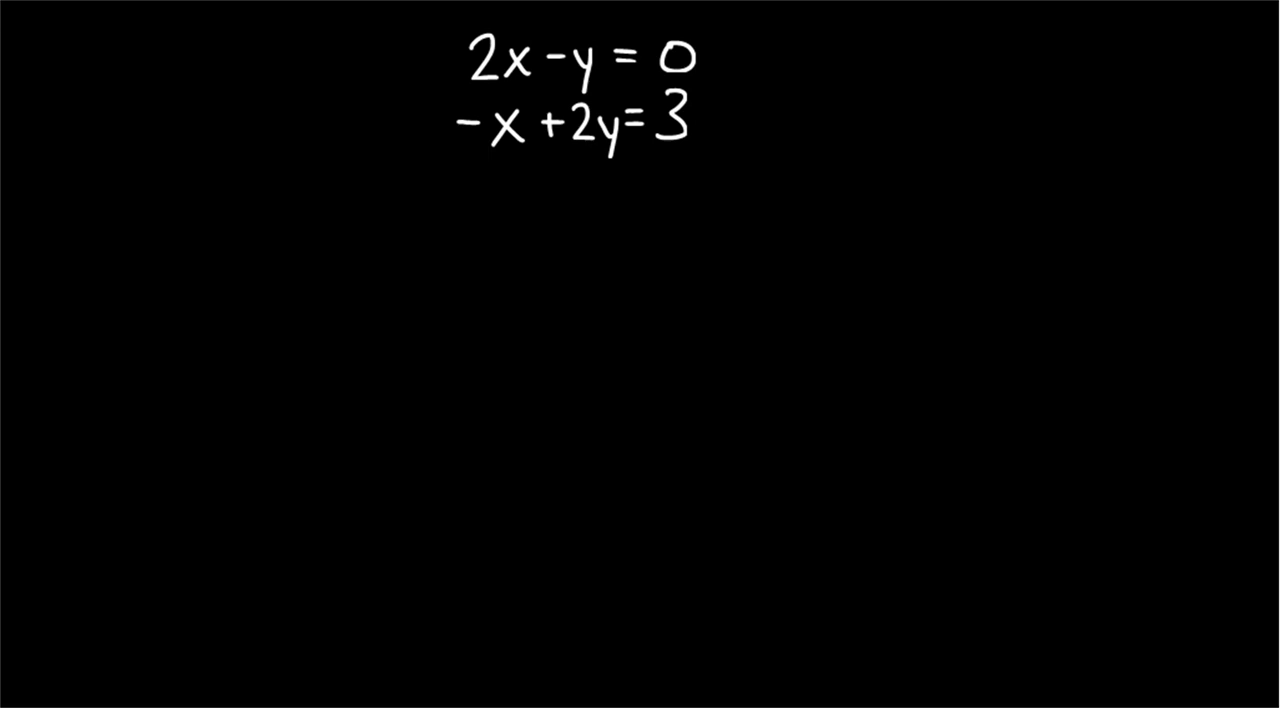 2x - y = 0
- x + 2y = 3